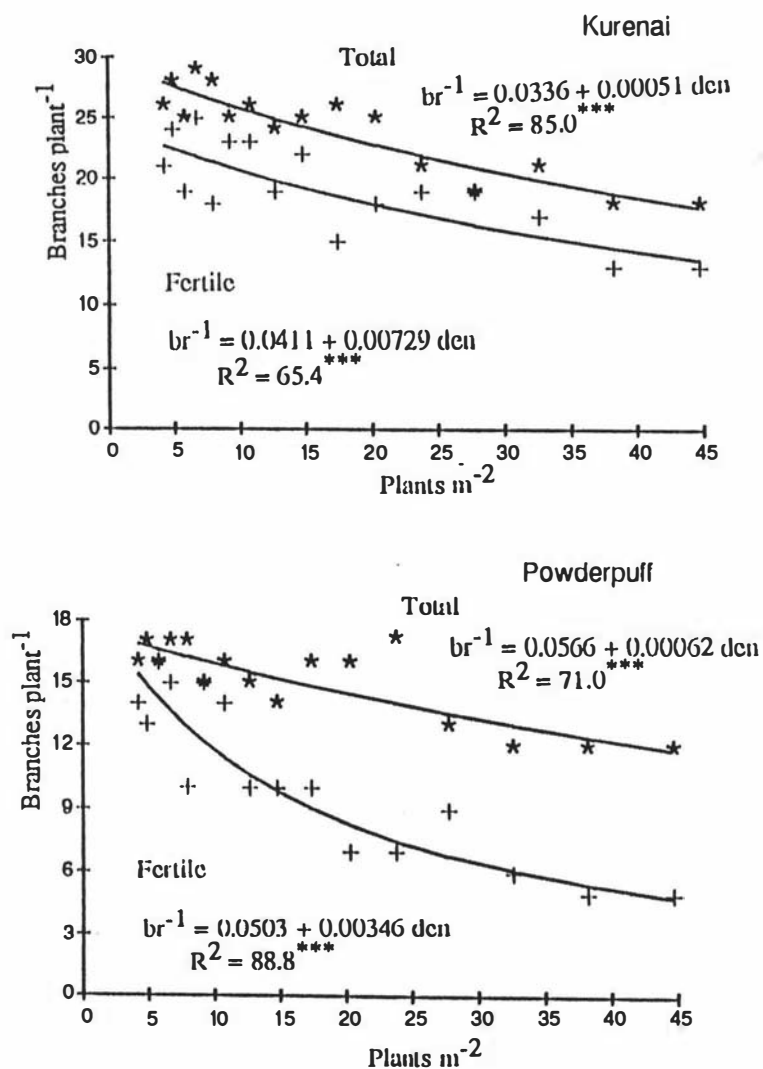 Kurenai
Total
br-1 = 0.0336 + 0.00051 den
R2 = 85.0***
Branches plant-1
30
25
20
15
10
5
0
Fertile
br-1 = 0.0411 + 0.00729 den
R2 = 65.4***
0 5 10 15 20 25 30 35 40 45
Plants m-2
Powderpuff
Total
br-1 = 0.0566 + 0.00062 den
R2 = 71.0***
Branches plant-1
18
15
12
9
6
3
0
Fertile
br-1 = 0.0503 + 0.00346 den
R2 = 88.8***
0 5 10 15 20 25 30 35 40 45
Plants m-2